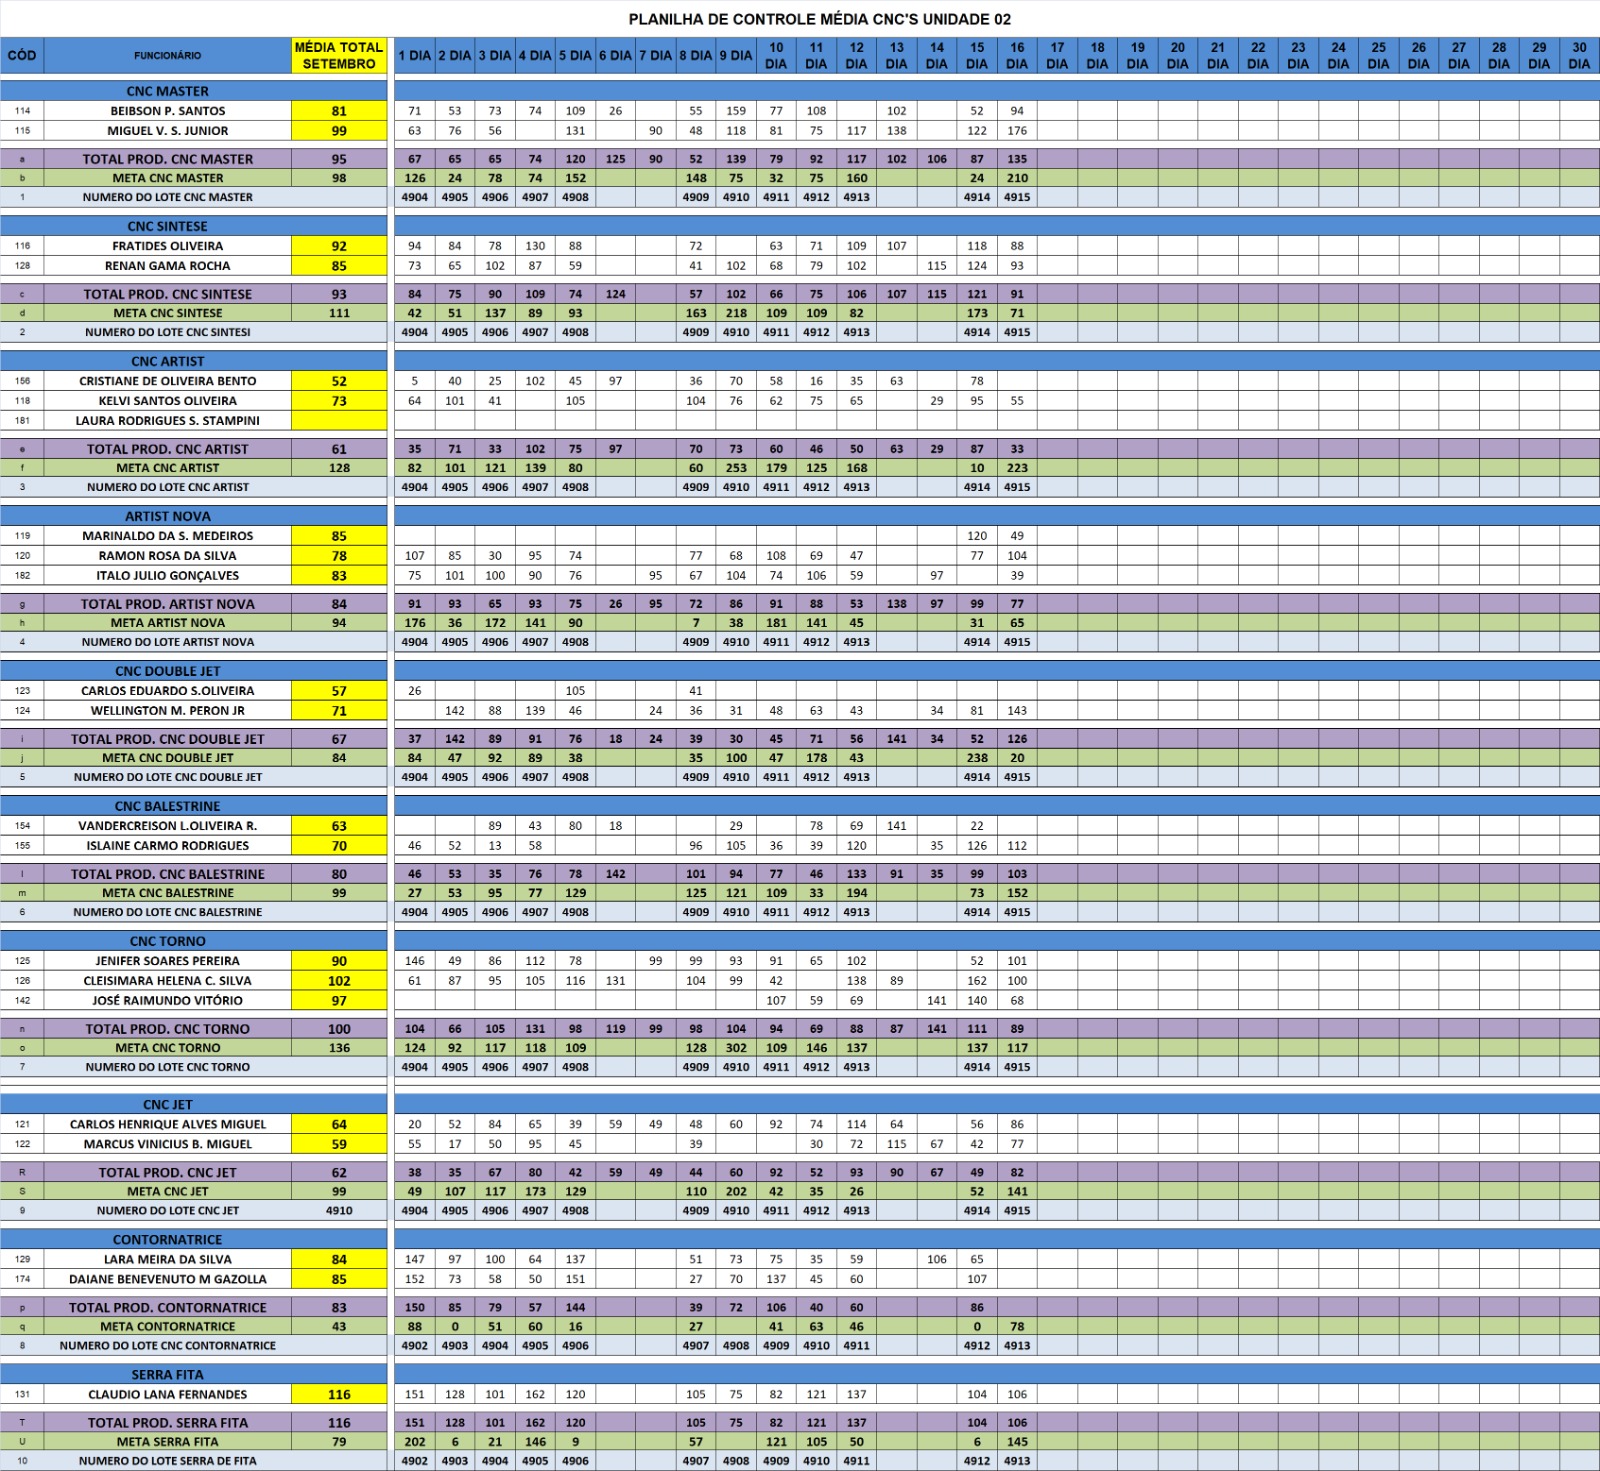 PLANILHA DE CONTROLE MÉDIA CNC'S UNIDADE 02
CÓD FUNCIONÁRIO MÉDIA TOTAL SETEMBRO 1 DIA 2 DIA 3 DIA 4 DIA 5 DIA 6 DIA 7 DIA 8 DIA 9 DIA 10 DIA 11 DIA 12 DIA 13 DIA 14 DIA 15 DIA 16 DIA 17 DIA 18 DIA 19 DIA 20 DIA 21 DIA 22 DIA 23 DIA 24 DIA 25 DIA 26 DIA 27 DIA 28 DIA 29 DIA 30 DIA
CNC MASTER
114 BEIBSON P. SANTOS 81 71 53 73 74 109 26 55 159 77 108 102 52 94
115 MIGUEL V. S. JUNIOR 99 63 76 56 131 90 48 118 81 75 117 138 122 176
a TOTAL PROD. CNC MASTER 95 67 65 65 74 120 125 90 52 139 79 92 117 102 106 87 135
b META CNC MASTER 98 126 24 78 74 152 148 75 32 75 160 24 210
1 NUMERO DO LOTE CNC MASTER 4904 4905 4906 4907 4908 4909 4910 4911 4912 4913 4914 4915
CNC SINTESE
116 FRATIDES OLIVEIRA 92 94 84 78 130 88 72 63 71 109 107 118 88
128 RENAN GAMA ROCHA 85 73 65 102 87 59 41 102 68 79 102 115 124 93
c TOTAL PROD. CNC SINTESE 93 84 75 90 109 74 124 57 102 66 75 106 107 115 121 91
d META CNC SINTESE 111 42 51 137 89 93 163 218 109 109 82 173 71
2 NUMERO DO LOTE CNC SINTESI 4904 4905 4906 4907 4908 4909 4910 4911 4912 4913 4914 4915
CNC ARTIST
156 CRISTIANE DE OLIVEIRA BENTO 52 5 40 25 102 45 97 36 70 58 16 35 63 78
118 KELVI SANTOS OLIVEIRA 73 64 101 41 105 104 76 62 75 65 29 95 55
181 LAURA RODRIGUES S. STAMPINI
e TOTAL PROD. CNC ARTIST 61 35 71 33 102 75 97 70 73 60 46 50 63 29 87 33
f META CNC ARTIST 128 82 101 121 139 80 60 253 179 125 168 10 223
3 NUMERO DO LOTE CNC ARTIST 4904 4905 4906 4907 4908 4909 4910 4911 4912 4913 4914 4915
ARTIST NOVA
119 MARINALDO DA S. MEDEIROS 85 120 49
120 RAMON ROSA DA SILVA 78 107 85 30 95 74 77 68 108 69 47 77 104
182 ITALO JULIO GONÇALVES 83 75 101 100 90 76 95 67 104 74 106 59 97 39
g TOTAL PROD. ARTIST NOVA 84 91 93 65 93 75 26 95 72 86 91 88 53 138 97 99 77
h META ARTIST NOVA 94 176 36 172 141 90 7 38 181 141 45 31 65
4 NUMERO DO LOTE ARTIST NOVA 4904 4905 4906 4907 4908 4909 4910 4911 4912 4913 4914 4915
CNC DOUBLE JET
123 CARLOS EDUARDO S.OLIVEIRA 57 26 105 41
124 WELLINGTON M. PERON JR 71 142 88 139 46 24 36 31 48 63 43 34 81 143
i TOTAL PROD. CNC DOUBLE JET 67 37 142 89 91 76 18 24 39 30 45 71 56 141 34 52 126
j META CNC DOUBLE JET 84 84 47 92 89 38 35 100 47 178 43 238 20
5 NUMERO DO LOTE CNC DOUBLE JET 4904 4905 4906 4907 4908 4909 4910 4911 4912 4913 4914 4915
CNC BALESTRINE
154 VANDERCREISON L.OLIVEIRA R. 63 89 43 80 18 29 78 69 141 22
155 ISLAINE CARMO RODRIGUES 70 46 52 13 58 96 105 36 39 120 35 126 112
l TOTAL PROD. CNC BALESTRINE 80 46 53 35 76 78 142 101 94 77 46 133 91 35 99 103
m META CNC BALESTRINE 99 27 53 95 77 129 125 121 109 33 194 73 152
6 NUMERO DO LOTE CNC BALESTRINE 4904 4905 4906 4907 4908 4909 4910 4911 4912 4913 4914 4915
CNC TORNO
125 JENIFER SOARES PEREIRA 90 146 49 86 112 78 99 99 93 91 65 102 52 101
126 CLEISIMARA HELENA C. SILVA 102 61 87 95 105 116 131 104 99 42 138 89 162 100
142 JOSÉ RAIMUNDO VITÓRIO 97 107 59 69 141 140 68
n TOTAL PROD. CNC TORNO 100 104 66 105 131 98 119 99 98 104 94 69 88 87 141 111 89
o META CNC TORNO 136 124 92 117 118 109 128 302 109 146 137 137 117
7 NUMERO DO LOTE CNC TORNO 4904 4905 4906 4907 4908 4909 4910 4911 4912 4913 4914 4915
CNC JET
121 CARLOS HENRIQUE ALVES MIGUEL 64 20 52 84 65 39 59 49 48 60 92 74 114 64 56 86
122 MARCUS VINICIUS B. MIGUEL 59 55 17 50 95 45 39 30 72 115 67 42 77
R TOTAL PROD. CNC JET 62 38 35 67 80 42 59 49 44 60 92 52 93 90 67 49 82
S META CNC JET 99 49 107 117 173 129 110 202 42 35 26 52 141
9 NUMERO DO LOTE CNC JET 4910 4904 4905 4906 4907 4908 4909 4910 4911 4912 4913 4914 4915
CONTORNATRICE
129 LARA MEIRA DA SILVA 84 147 97 100 64 137 51 73 75 35 59 106 65
174 DAIANE BENEVENUTO M GAZOLLA 85 152 73 58 50 151 27 70 137 45 60 107
p TOTAL PROD. CONTORNATRICE 83 150 85 79 57 144 39 72 106 40 60 86
q META CONTORNATRICE 43 88 0 51 60 16 27 41 63 46 0 78
8 NUMERO DO LOTE CNC CONTORNATRICE 4902 4903 4904 4905 4906 4907 4908 4909 4910 4911 4912 4913
SERRA FITA
131 CLAUDIO LANA FERNANDES 116 151 128 101 162 120 105 75 82 121 137 104 106
T TOTAL PROD. SERRA FITA 116 151 128 101 162 120 105 75 82 121 137 104 106
U META SERRA FITA 79 202 6 21 146 9 57 121 105 50 6 145
10 NUMERO DO LOTE SERRA DE FITA 4902 4903 4904 4905 4906 4907 4908 4909 4910 4911 4912 4913